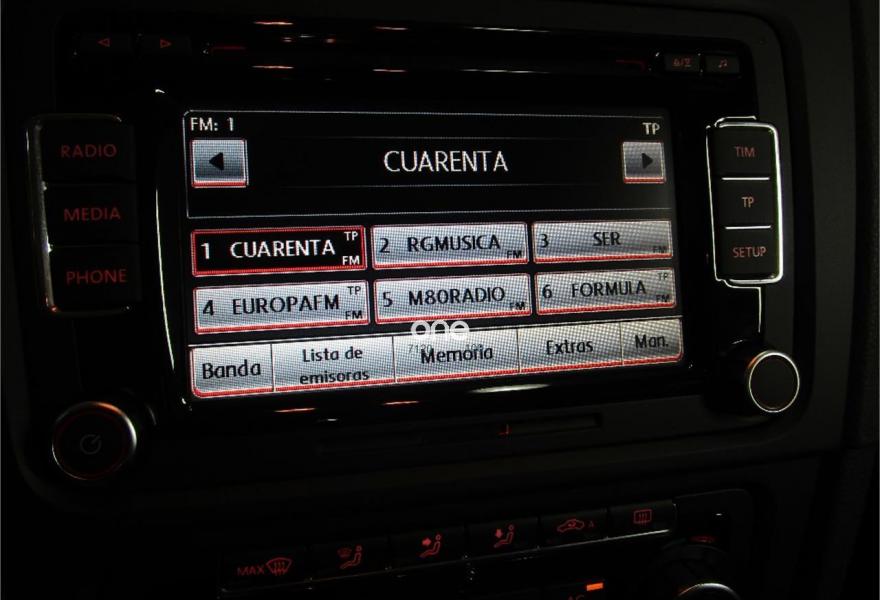 FM: 1
TP
CUARENTA
RADIO
MEDIA
PHONE
TIM
TP
SETUP
1 CUARENTA TP FM
2 RGMUSICA FM
3 SER FM
4 EUROPAFM TP FM
5 M80RADIO FM
6 FORMULA TP FM
one
Banda
Lista de
emisoras
Memoria
Extras
Man.
MAX
A
AC